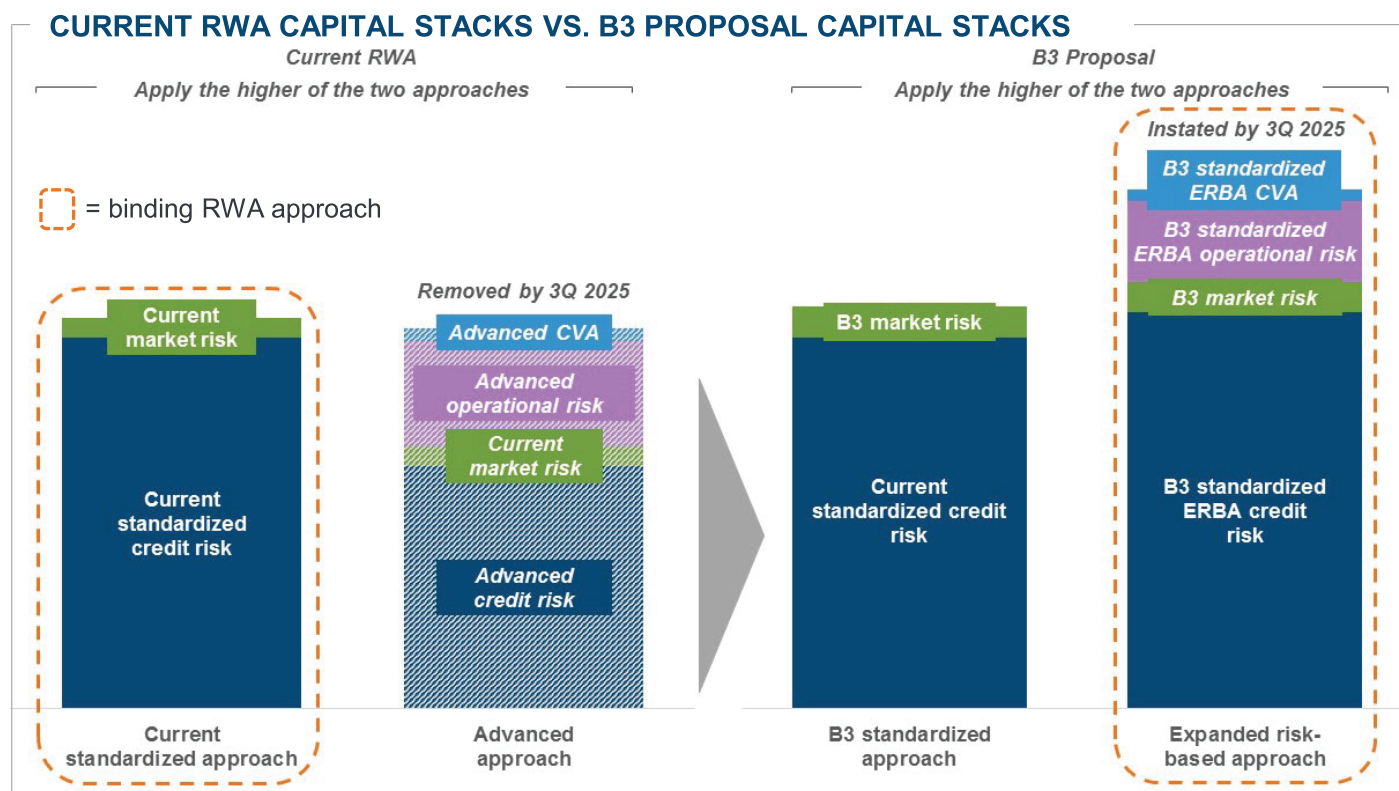 CURRENT RWA CAPITAL STACKS VS. B3 PROPOSAL CAPITAL STACKS
Current RWA
Apply the higher of the two approaches
B3 Proposal
Apply the higher of the two approaches
= binding RWA approach
Current
market risk
Current
standardized
credit risk
Current
standardized approach
Removed by 3Q 2025
Advanced CVA
Advanced
operational risk
Current
market risk
Advanced
credit risk
Advanced
approach
B3 market risk
Current
standardized credit
risk
B3 standardized
approach
Instated by 3Q 2025
B3 standardized
ERBA CVA
B3 standardized
ERBA operational risk
B3 market risk
B3 standardized
ERBA credit
risk
Expanded risk-
based approach